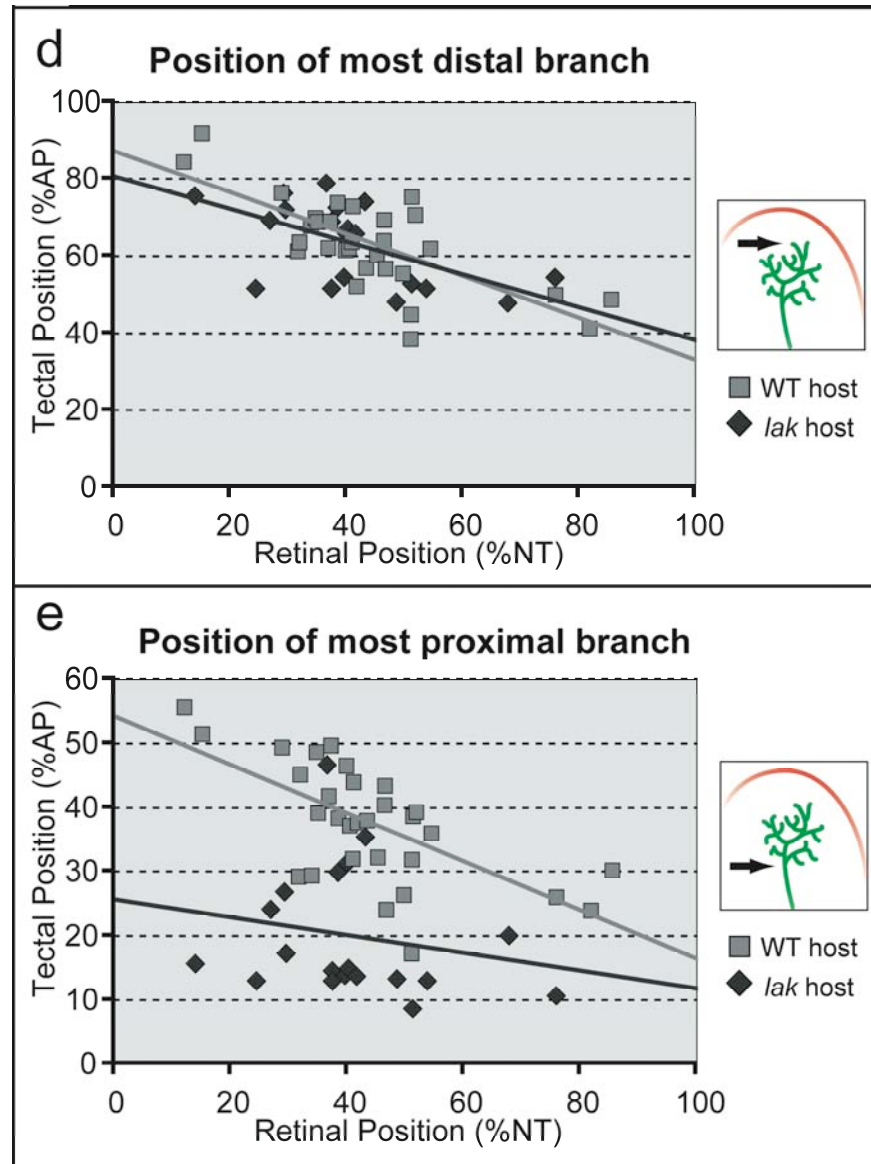 d
Position of most distal branch
Tectal Position (%AP)
100
80
60
40
20
0
0 20 40 60 80 100
Retinal Position (%NT)
WT host
lak host
e
Position of most proximal branch
Tectal Position (%AP)
60
50
40
30
20
10
0
0 20 40 60 80 100
Retinal Position (%NT)
WT host
lak host